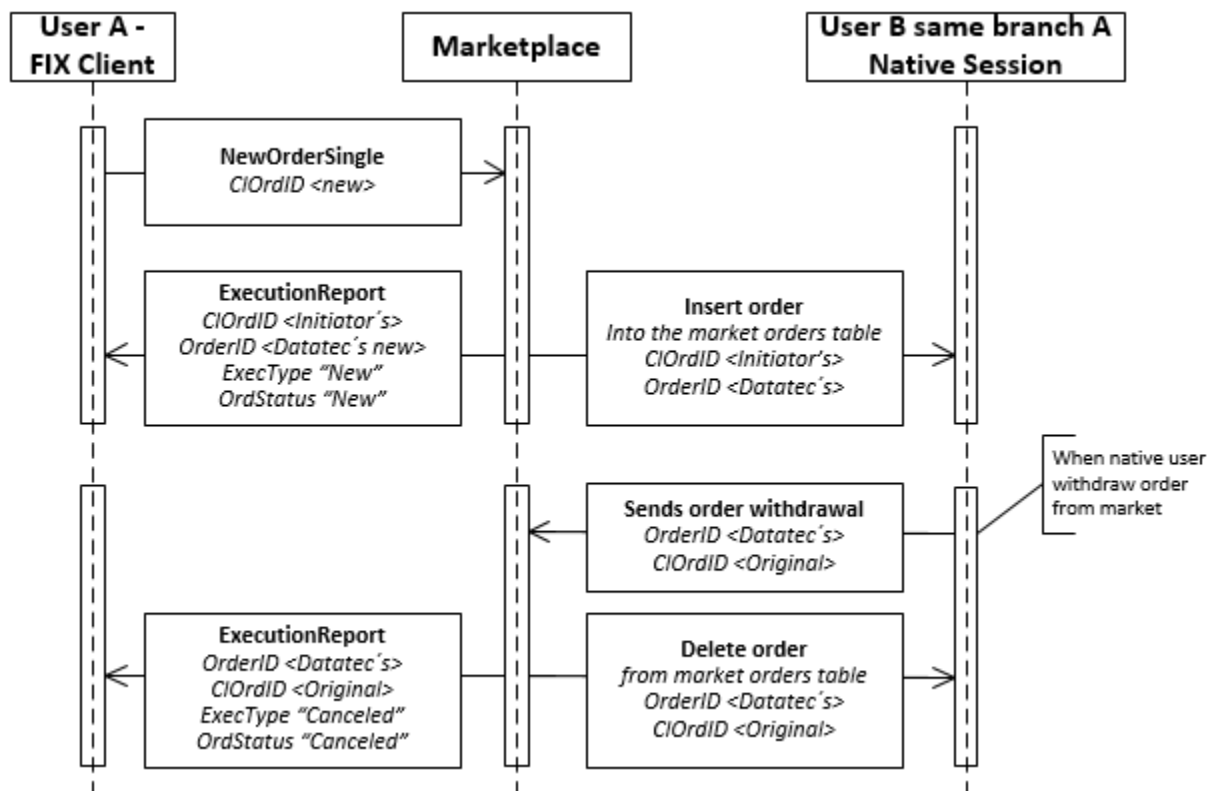 User A -
FIX Client
Marketplace
User B same branch A
Native Session
NewOrderSingle
ClOrdID <new>
ExecutionReport
ClOrdID <Initiator´s>
OrderID <Datatec´s new>
ExecType “New”
OrdStatus “New”
Insert order
Into the market orders table
ClOrdID <Initiator's>
OrderID <Datatec´s>
When native user
withdraw order
from market
Sends order withdrawal
OrderID <Datatec´s>
ClOrdID <Original>
ExecutionReport
OrderID <Datatec´s>
ClOrdID <Original>
ExecType “Canceled”
OrdStatus “Canceled”
Delete order
from market orders table
OrderID <Datatec´s>
ClOrdID <Original>